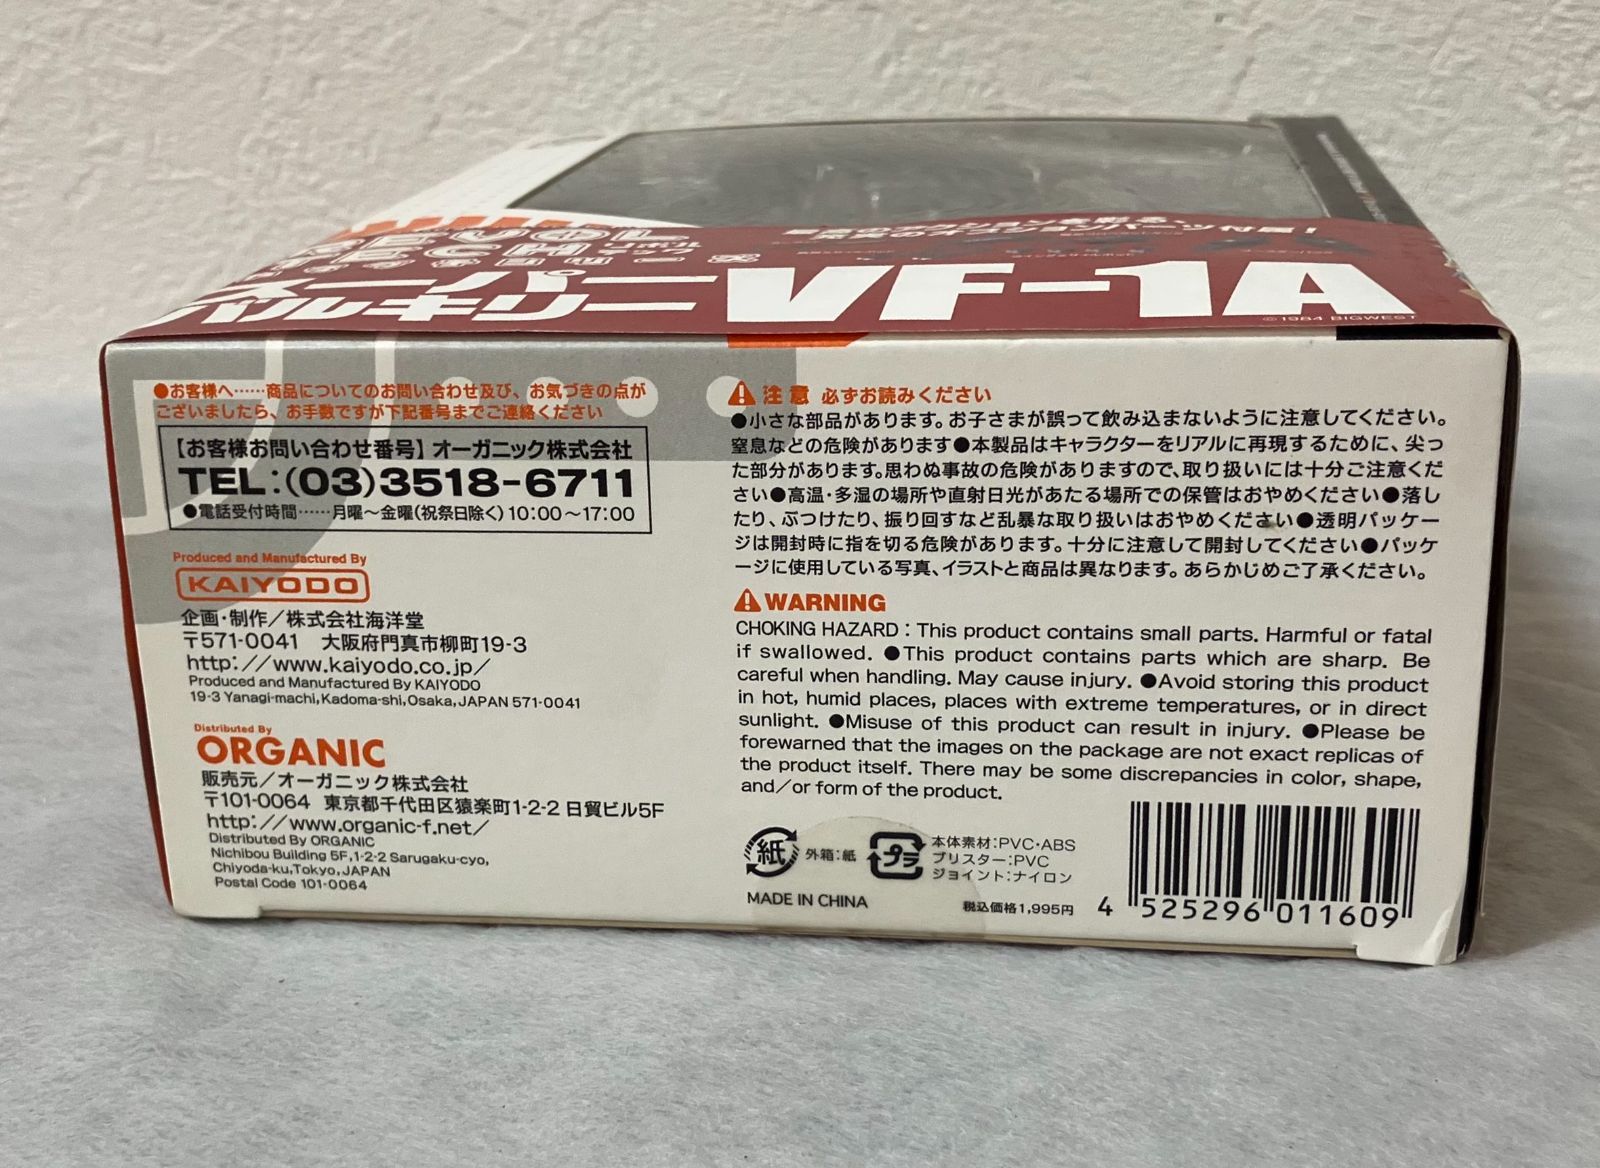 REVOL
TECH リボル
テック
スーパー
バルキリー VF-1A
©1984 BIGWEST
●お客様へ……商品についてのお問い合わせ及び、お気づきの点が
ございましたら、お手数ですが下記番号までご連絡ください
【お客様お問い合わせ番号】オーガニック株式会社
TEL:(03)3518-6711
●電話受付時間……月曜〜金曜(祝祭日除く)10:00〜17:00
Produced and Manufactured By
KAIYODO
企画・制作／株式会社海洋堂
〒571-0041 大阪府門真市柳町19-3
http://www.kaiyodo.co.jp/
Produced and Manufactured By KAIYODO
19-3 Yanagi-machi,Kadoma-shi,Osaka,JAPAN 571-0041
Distributed By
ORGANIC
販売元／オーガニック株式会社
〒101-0064 東京都千代田区猿楽町1-2-2 日貿ビル5F
http://www.organic-f.net/
Distributed By ORGANIC
Nichibou Building 5F,1-2-2 Sarugaku-cyo,
Chiyoda-ku,Tokyo,JAPAN
Postal Code 101-0064
注意 必ずお読みください
●小さな部品があります。お子さまが誤って飲み込まないように注意してください。
窒息などの危険があります●本製品はキャラクターをリアルに再現するために、尖っ
た部分があります。思わぬ事故の危険がありますので、取り扱いには十分ご注意くだ
さい●高温・多湿の場所や直射日光があたる場所での保管はおやめください●落し
たり、ぶつけたり、振り回すなど乱暴な取り扱いはおやめください●透明パッケー
ジは開封時に指を切る危険があります。十分に注意して開封してください●パッケ
ージに使用している写真、イラストと商品は異なります。あらかじめご了承ください。
WARNING
CHOKING HAZARD : This product contains small parts. Harmful or fatal
if swallowed. ●This product contains parts which are sharp. Be
careful when handling. May cause injury. ●Avoid storing this product
in hot, humid places, places with extreme temperatures, or in direct
sunlight. ●Misuse of this product can result in injury. ●Please be
forewarned that the images on the package are not exact replicas of
the product itself. There may be some discrepancies in color, shape,
and/or form of the product.
紙 外箱:紙
プラ 本体素材:PVC・ABS
ブリスター:PVC
ジョイント:ナイロン
MADE IN CHINA
税込価格1,995円
4 525296 011609